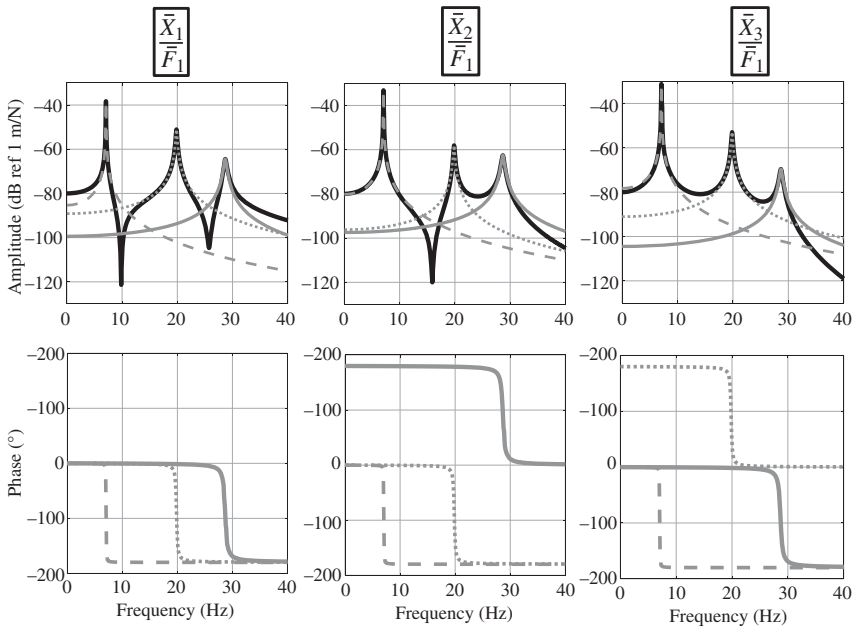 X̄₁ X̄₂ X̄₃
F̄₁ F̄₁ F̄₁
Amplitude (dB ref 1 m/N)
−40 −40 −40
−60 −60 −60
−80 −80 −80
−100 −100 −100
−120 −120 −120
0 10 20 30 40 0 10 20 30 40 0 10 20 30 40
Phase (°)
−200 −200 −200
−100 −100 −100
0 0 0
−100 −100 −100
−200 −200 −200
0 10 20 30 40 0 10 20 30 40 0 10 20 30 40
Frequency (Hz) Frequency (Hz) Frequency (Hz)